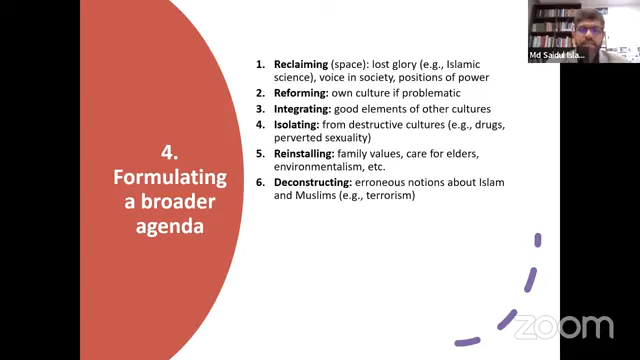 Md Saidul Isla...
1. Reclaiming (space): lost glory (e.g., Islamic
science), voice in society, positions of power
2. Reforming: own culture if problematic
3. Integrating: good elements of other cultures
4. Isolating: from destructive cultures (e.g., drugs,
perverted sexuality)
5. Reinstalling: family values, care for elders,
environmentalism, etc.
6. Deconstructing: erroneous notions about Islam
and Muslims (e.g., terrorism)
4.
Formulating
a broader
agenda
zoom